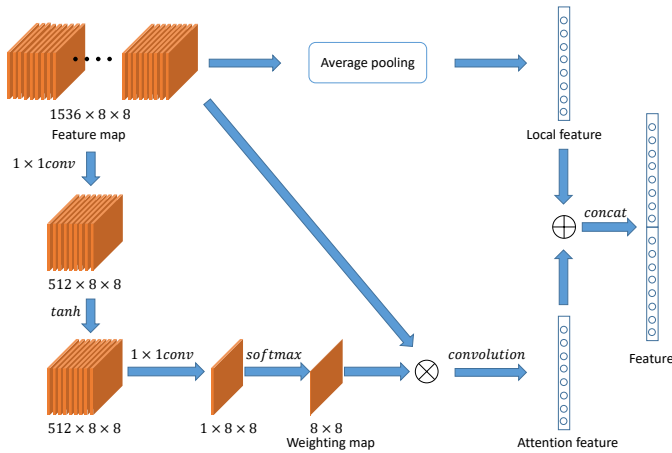 Average pooling
1536 × 8 × 8
Feature map
Local feature
1 × 1conv
concat
512 × 8 × 8
tanh
1 × 1conv
softmax
convolution
Feature
512 × 8 × 8
1 × 8 × 8
8 × 8
Weighting map
Attention feature